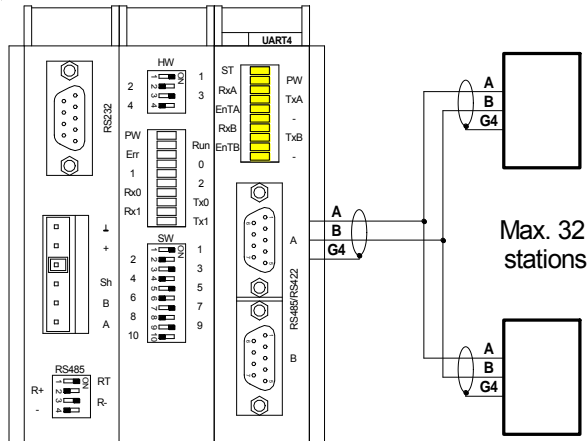 UART4
RS232
HW
ON
1
2
3
4
1
2
3
4
PW
Err
1
Rx0
Rx1
Run
0
2
Tx0
Tx1
SW
ON
1
2
3
4
5
6
7
8
9
10
1
2
3
4
5
6
7
8
9
10
⊥
+
Sh
B
A
RS485
ON
1
2
3
4
R+
-
RT
R-
ST
RxA
EnTA
RxB
EnTB
PW
TxA
-
TxB
-
A
B
RS485/RS422
A
B
G4
A
B
G4
Max. 32
stations
A
B
G4